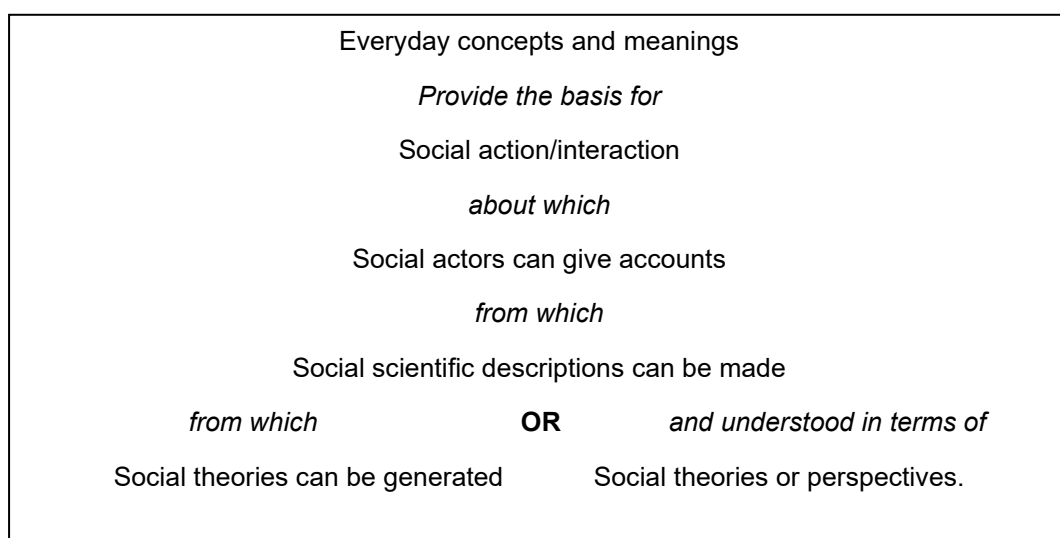 Everyday concepts and meanings
Provide the basis for
Social action/interaction
about which
Social actors can give accounts
from which
Social scientific descriptions can be made
from which OR and understood in terms of
Social theories can be generated Social theories or perspectives.